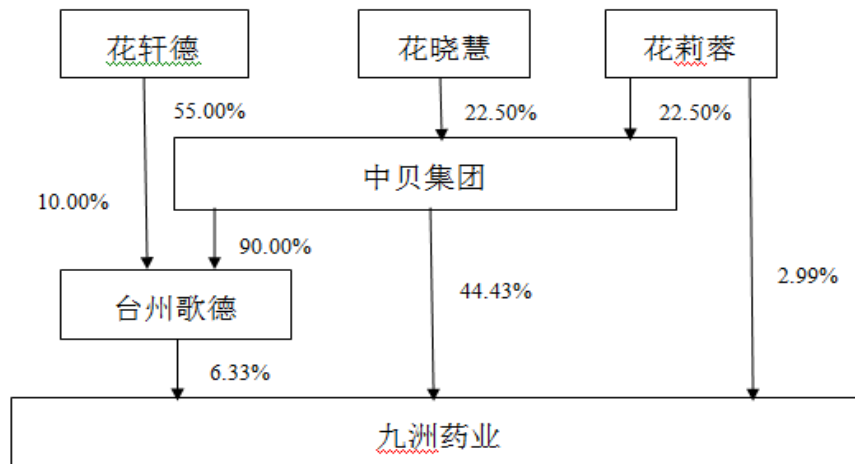 花轩德
花晓慧
花莉蓉
55.00%
22.50%
22.50%
中贝集团
10.00%
90.00%
44.43%
2.99%
台州歌德
6.33%
九洲药业